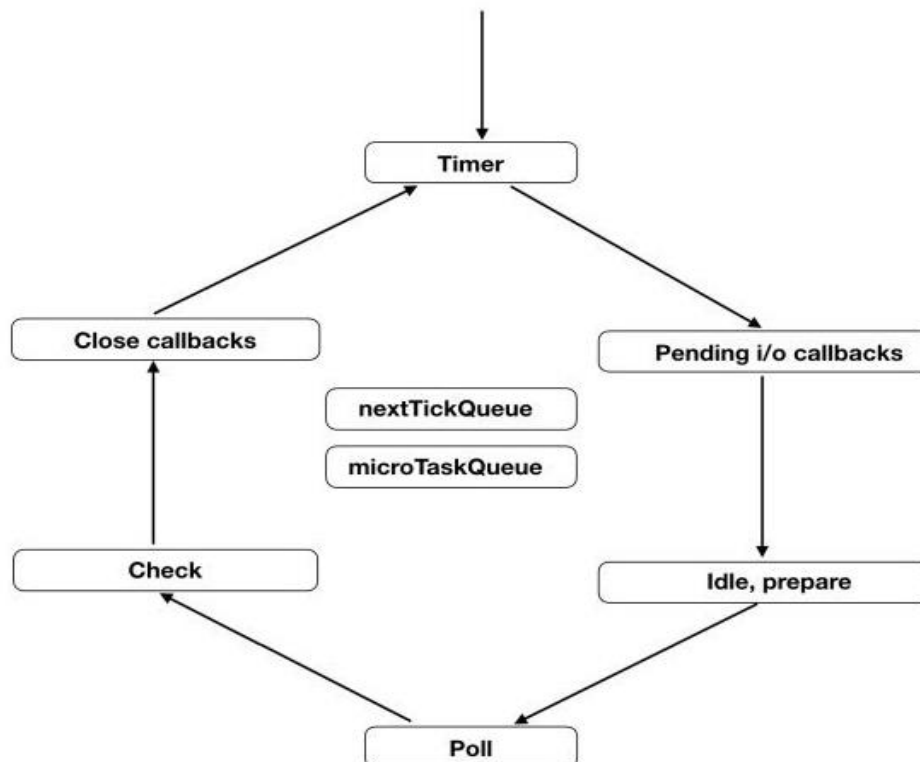 Timer
Close callbacks
Pending i/o callbacks
nextTickQueue
microTaskQueue
Check
Idle, prepare
Poll